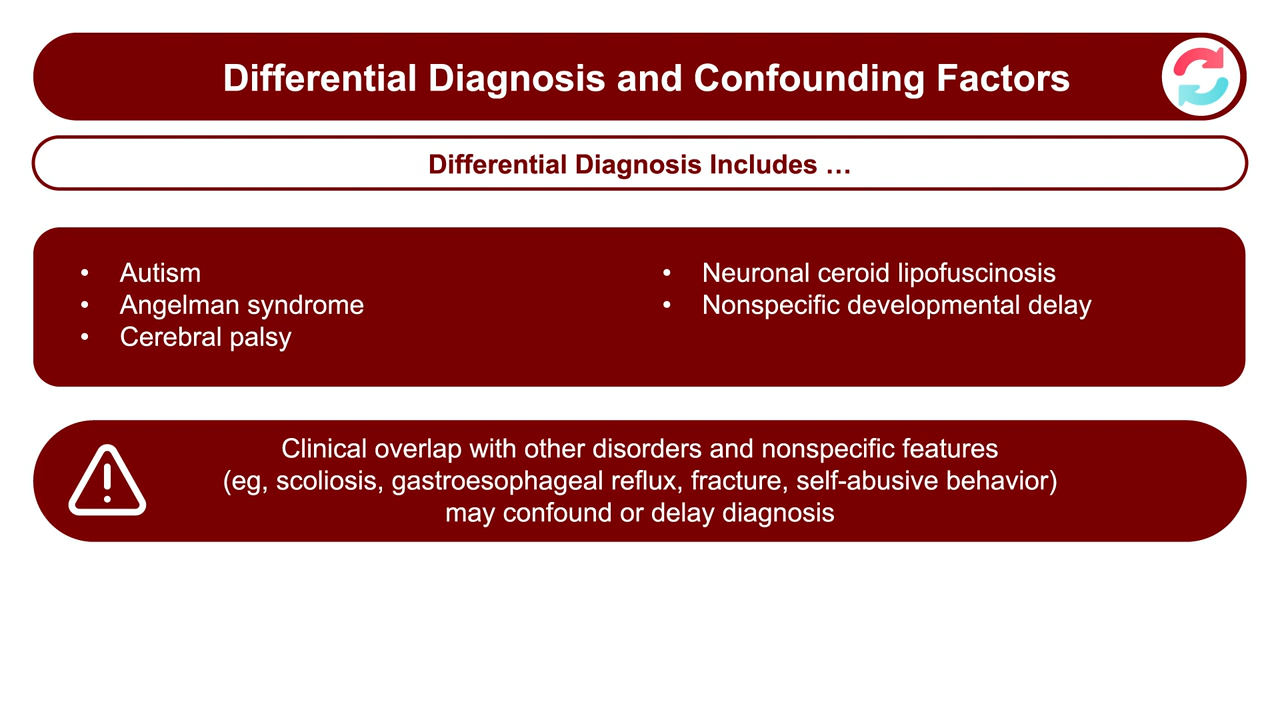 Differential Diagnosis and Confounding Factors
Differential Diagnosis Includes …
• Autism
• Angelman syndrome
• Cerebral palsy
• Neuronal ceroid lipofuscinosis
• Nonspecific developmental delay
Clinical overlap with other disorders and nonspecific features
(eg, scoliosis, gastroesophageal reflux, fracture, self-abusive behavior)
may confound or delay diagnosis